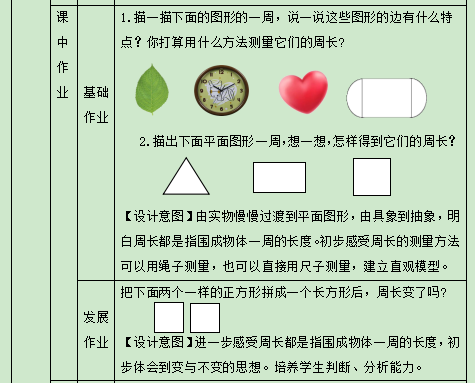 课
中
作
业
基础
作业
1.描一描下面的图形的一周，说一说这些图形的边有什么特
点？你打算用什么方法测量它们的周长?
2.描出下面平面图形一周,想一想,怎样得到它们的周长？
【设计意图】由实物慢慢过渡到平面图形，由具象到抽象，明
白周长都是指围成物体一周的长度。初步感受周长的测量方法
可以用绳子测量，也可以直接用尺子测量，建立直观模型。
发展
作业
把下面两个一样的正方形拼成一个长方形后，周长变了吗？
【设计意图】进一步感受周长都是指围成物体一周的长度，初
步体会到变与不变的思想。培养学生判断、分析能力。